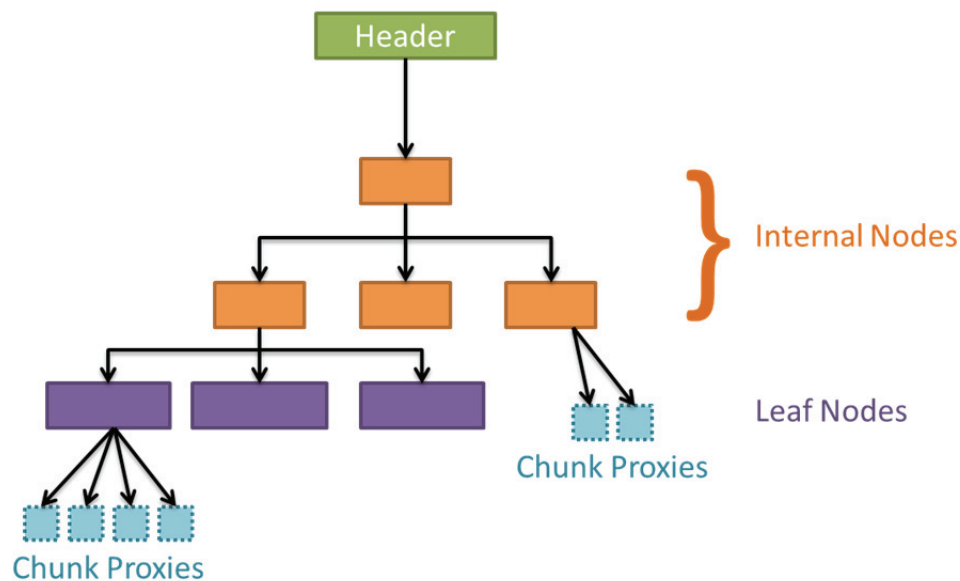 Header
Internal Nodes
Leaf Nodes
Chunk Proxies
Chunk Proxies